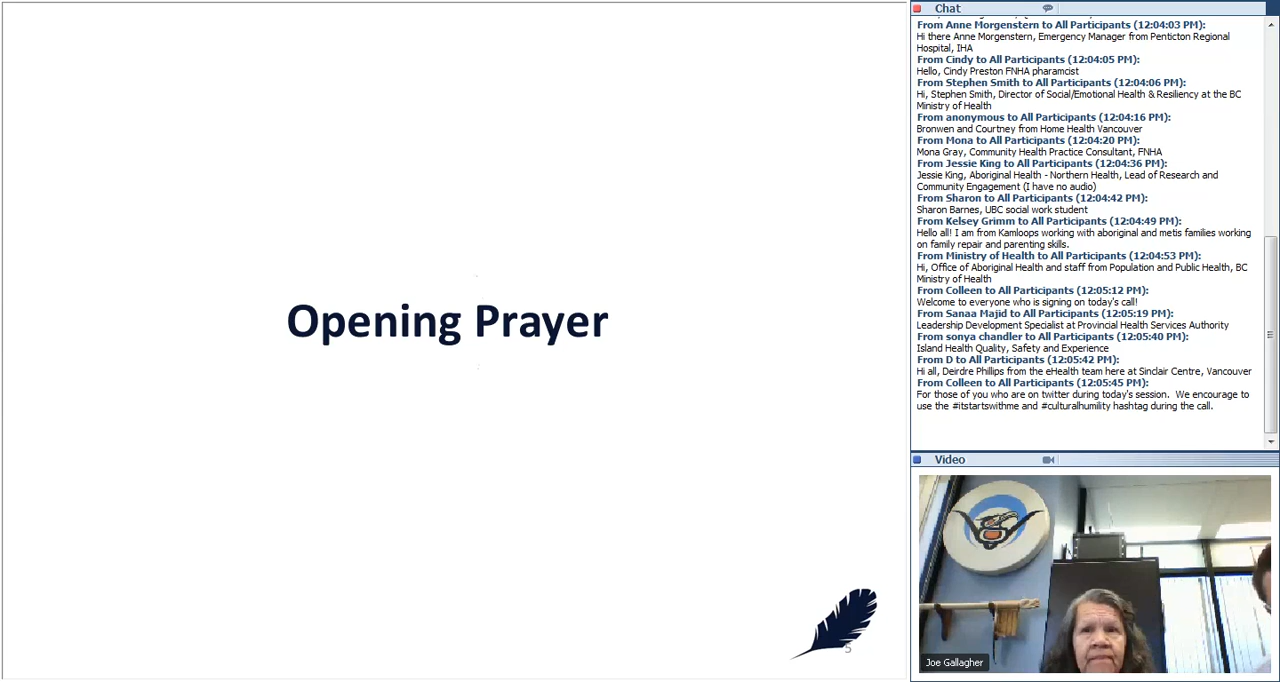 Opening Prayer
5
Chat
From Anne Morgenstern to All Participants (12:04:03 PM):
Hi there Anne Morgenstern, Emergency Manager from Penticton Regional
Hospital, IHA
From Cindy to All Participants (12:04:05 PM):
Hello, Cindy Preston FNHA pharamcist
From Stephen Smith to All Participants (12:04:06 PM):
Hi, Stephen Smith, Director of Social/Emotional Health & Resiliency at the BC
Ministry of Health
From anonymous to All Participants (12:04:16 PM):
Bronwen and Courtney from Home Health Vancouver
From Mona to All Participants (12:04:20 PM):
Mona Gray, Community Health Practice Consultant, FNHA
From Jessie King to All Participants (12:04:36 PM):
Jessie King, Aboriginal Health - Northern Health, Lead of Research and
Community Engagement (I have no audio)
From Sharon to All Participants (12:04:42 PM):
Sharon Barnes, UBC social work student
From Kelsey Grimm to All Participants (12:04:49 PM):
Hello all! I am from Kamloops working with aboriginal and metis families working
on family repair and parenting skills.
From Ministry of Health to All Participants (12:04:53 PM):
Hi, Office of Aboriginal Health and staff from Population and Public Health, BC
Ministry of Health
From Colleen to All Participants (12:05:12 PM):
Welcome to everyone who is signing on today's call!
From Sanaa Majid to All Participants (12:05:19 PM):
Leadership Development Specialist at Provincial Health Services Authority
From sonya chandler to All Participants (12:05:40 PM):
Island Health Quality, Safety and Experience
From D to All Participants (12:05:42 PM):
Hi all, Deirdre Phillips from the eHealth team here at Sinclair Centre, Vancouver
From Colleen to All Participants (12:05:45 PM):
For those of you who are on twitter during today's session.  We encourage to
use the #itstartswithme and #culturalhumility hashtag during the call.
Video
Joe Gallagher